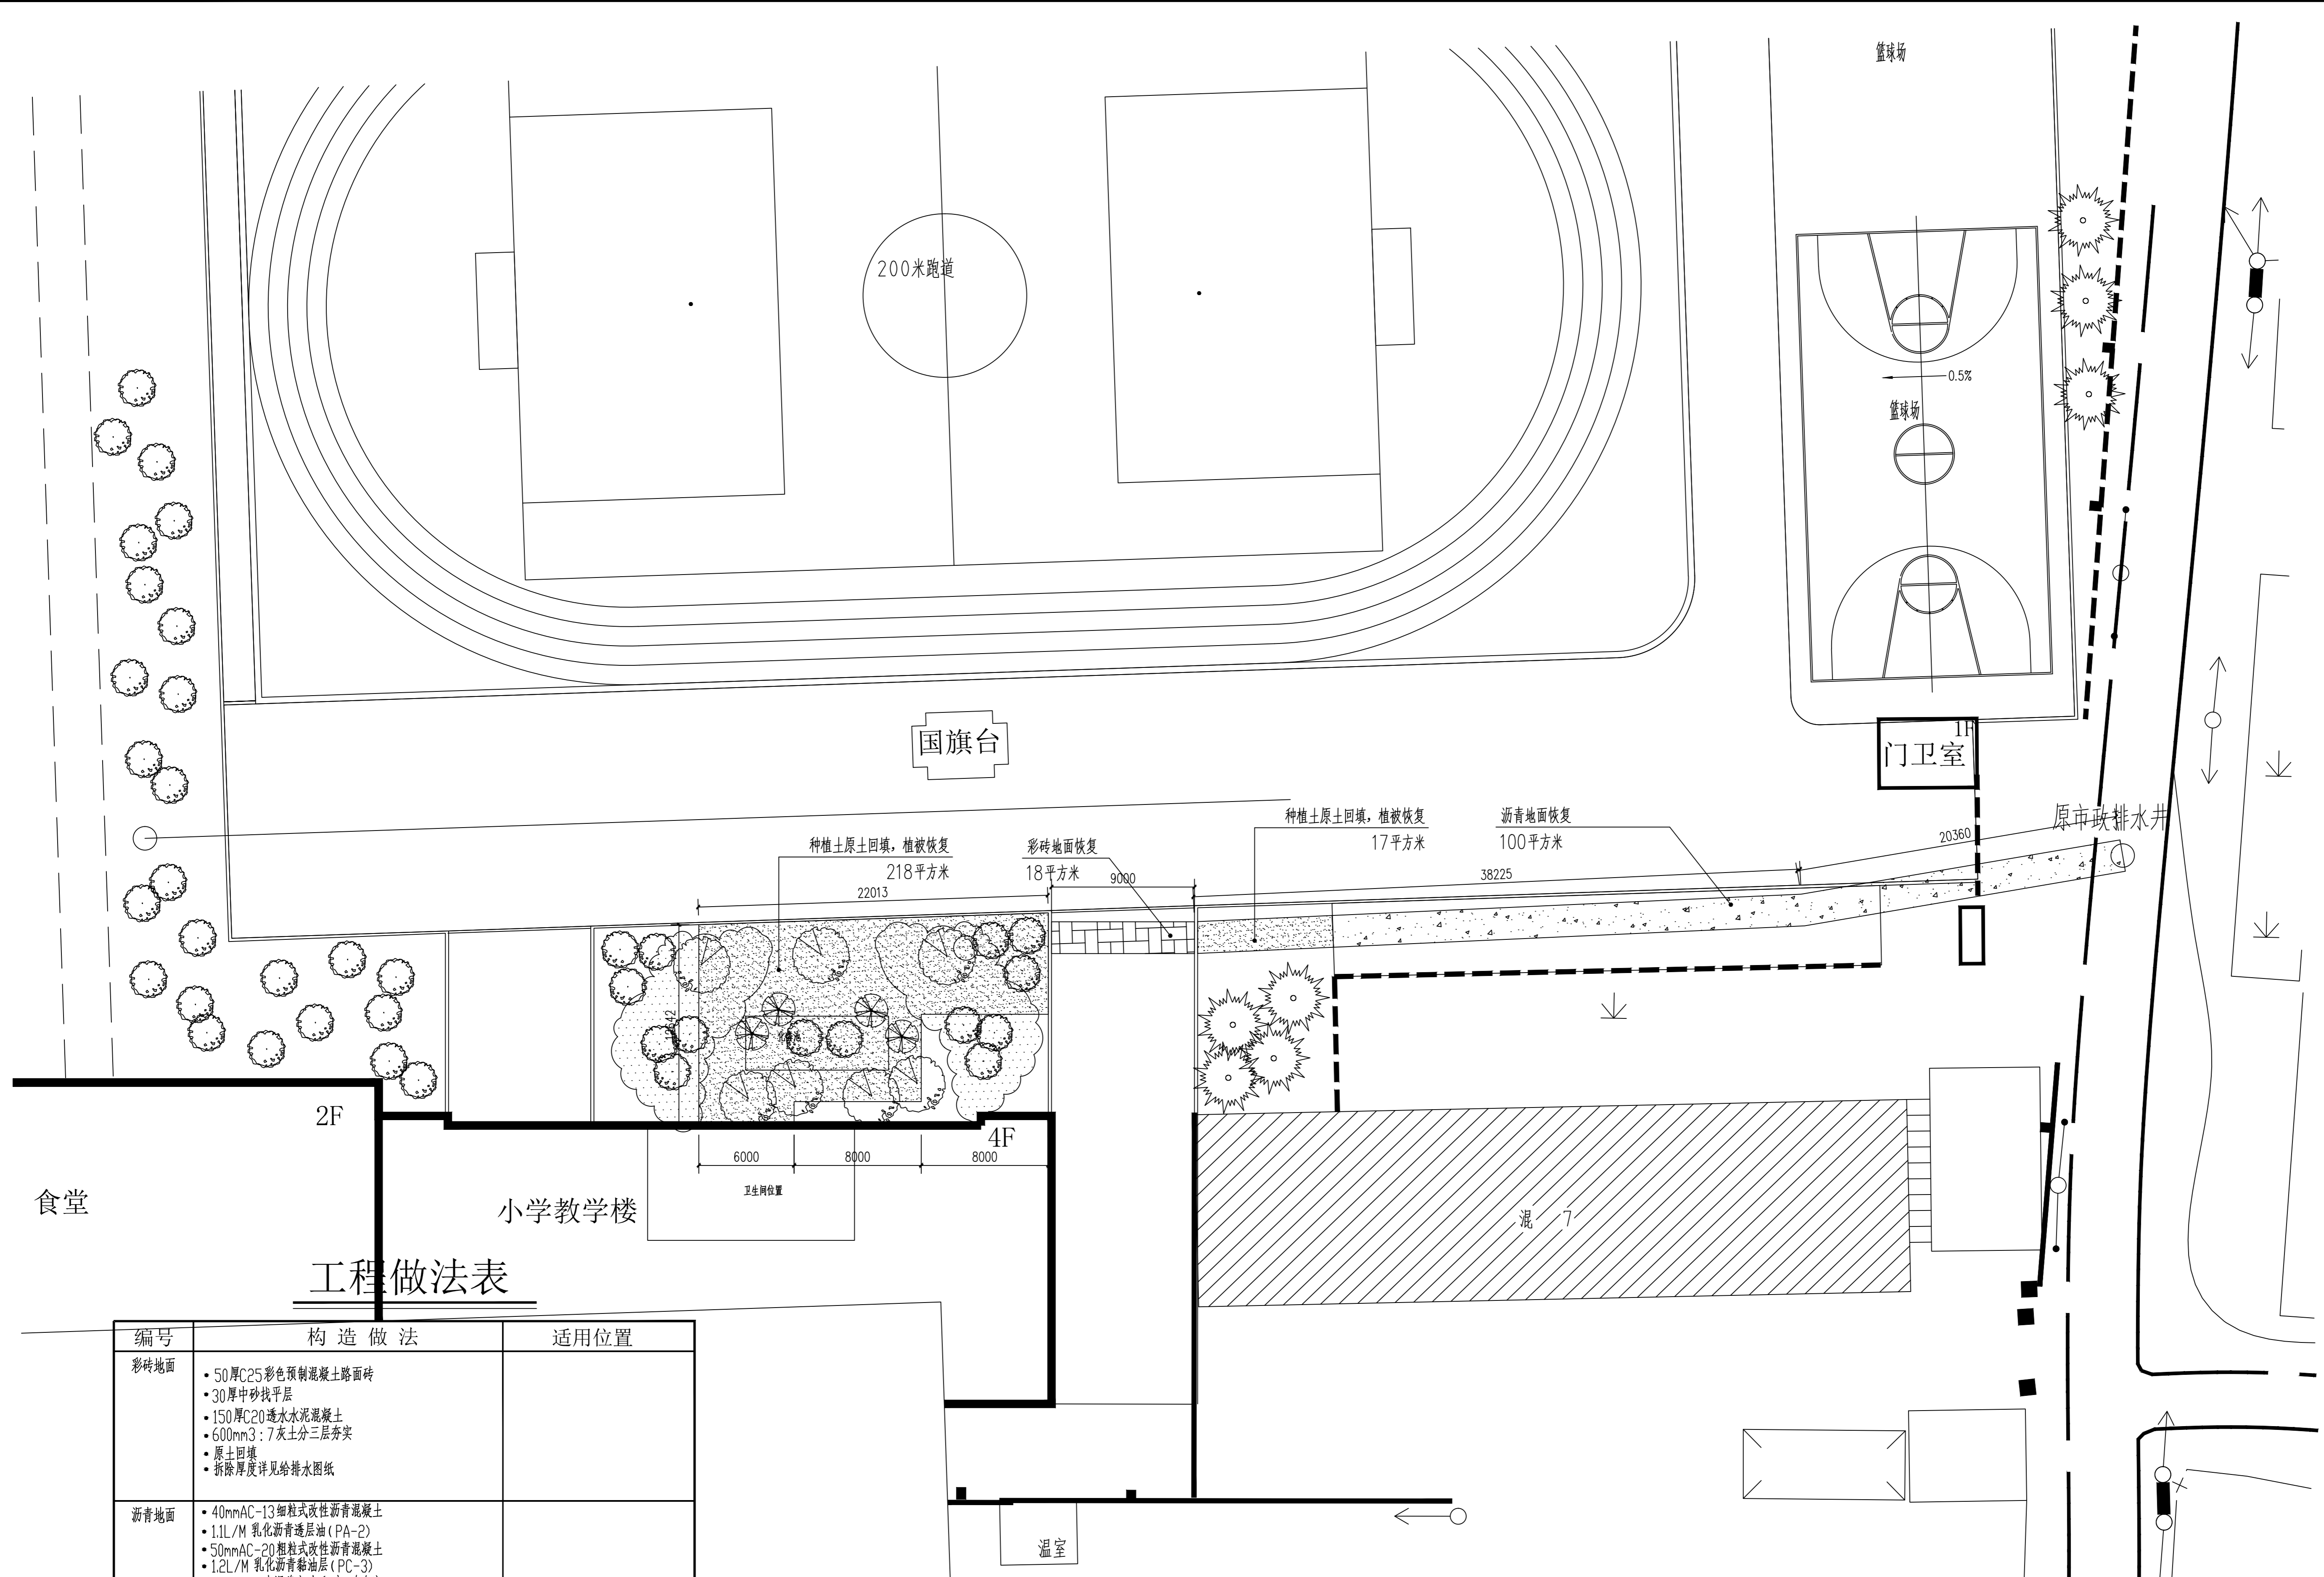 篮球场
200米跑道
0.5%
篮球场
国旗台
1F
门卫室
原市政排水井
种植土原土回填，植被恢复
17平方米
沥青地面恢复
100平方米
20360
种植土原土回填，植被恢复
218平方米
彩砖地面恢复
18平方米
9000
38225
22013
2F
4F
6000
8000
8000
卫生间位置
食堂
小学教学楼
混 7
工程做法表
编号
构造做法
适用位置
彩砖地面
• 50厚C25彩色预制混凝土路面砖
• 30厚中砂找平层
• 150厚C20透水水泥混凝土
• 600mm3：7灰土分三层夯实
• 原土回填
• 拆除厚度详见给排水图纸
沥青地面
• 40mmAC-13细粒式改性沥青混凝土
• 1.1L/M 乳化沥青透层油(PA-2)
• 50mmAC-20粗粒式改性沥青混凝土
• 1.2L/M 乳化沥青黏油层(PC-3)
温室